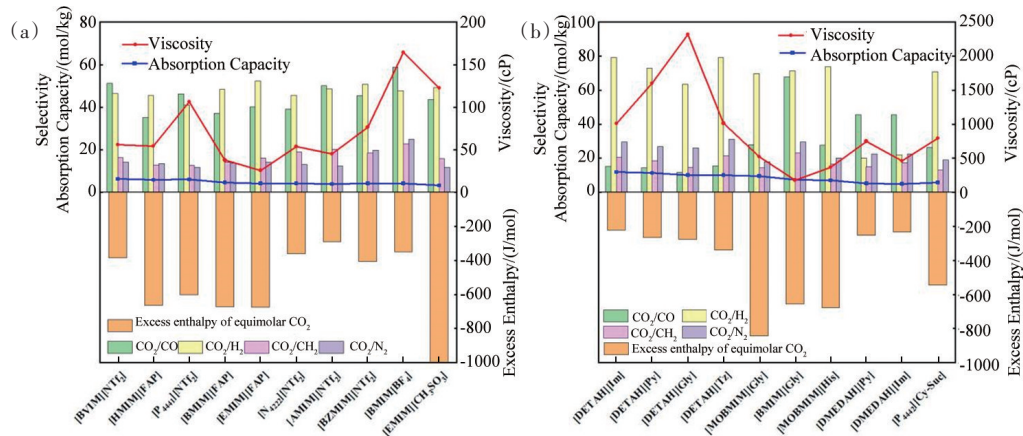 (a)
80
60
40
20
0
Selectivity
Absorption Capacity/(mol/kg)
Viscosity
Absorption Capacity
200
150
100
50
0
Viscosity/(cP)
-200
-400
-600
-800
-1000
Excess Enthalpy/(J/mol)
Excess enthalpy of equimolar CO₂
CO₂/CO CO₂/H₂ CO₂/CH₂ CO₂/N₂
[BVIM][NTf₂]
[HMIM][FAP]
[P₄₄₄₁][NTf₂]
[BMIM][FAP]
[EMIM][FAP]
[N₄₂₂₂][NTf₂]
[AMIM][NTf₂]
[BZMIM][NTf₂]
[BMIM][BF₄]
[EMIM][CH₃SO₃]
(b)
100
80
60
40
20
0
Selectivity
Absorption Capacity/(mol/kg)
Viscosity
Absorption Capacity
2500
2000
1500
1000
500
0
Viscosity/(cP)
-200
-400
-600
-800
-1000
Excess Enthalpy/(J/mol)
CO₂/CO CO₂/H₂
CO₂/CH₂ CO₂/N₂
Excess enthalpy of equimolar CO₂
[DETAH][Im]
[DETAH][Py]
[DETAH][Gly]
[DETAH][Tz]
[MOBMIM][Gly]
[BMIM][Gly]
[MOBMIM][His]
[DMEDAH][Py]
[DMEDAH][Im]
[P₄₄₄₂][Cy-Suc]